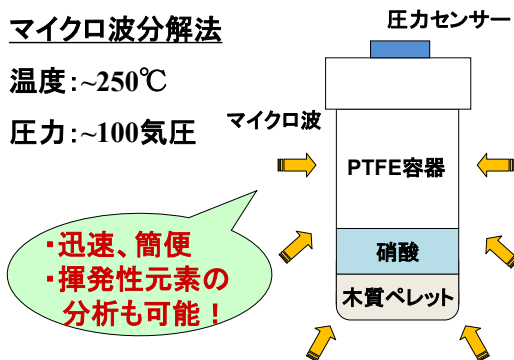 マイクロ波分解法
温度:~250℃
圧力:~100気圧
圧力センサー
マイクロ波
PTFE容器
硝酸
木質ペレット
・迅速、簡便
・揮発性元素の
分析も可能！